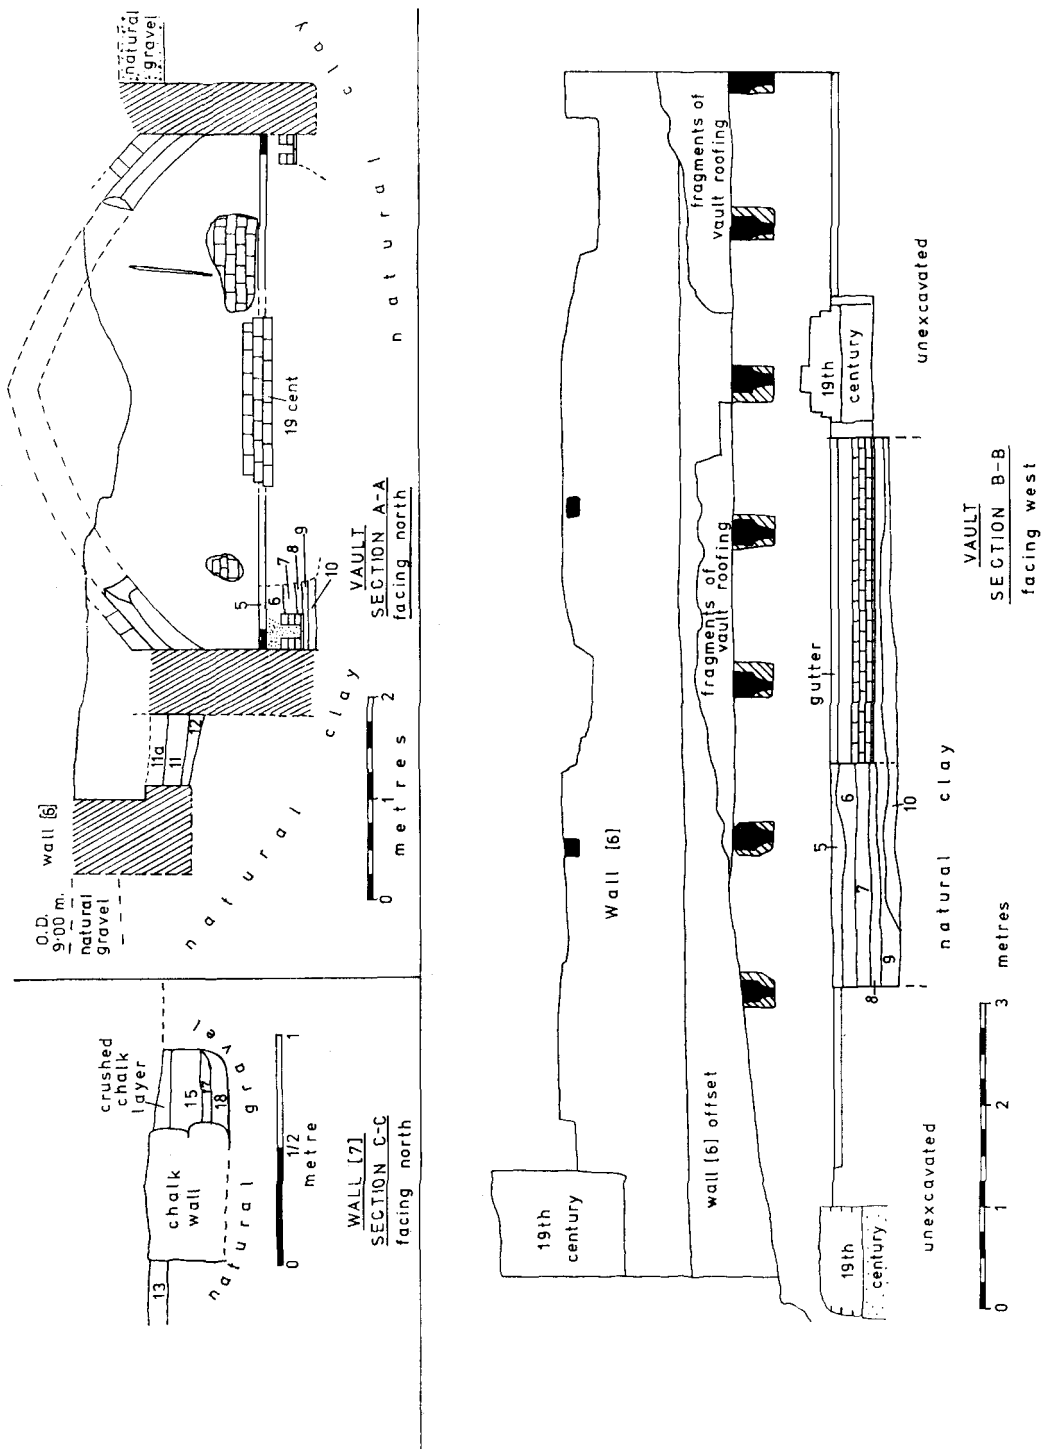 O.D.
9·00 m.
natural
gravel
wall [6]
11a
11
12
natural
clay
5
6
7
8
9
10
19 cent
natural
clay
natural
gravel
VAULT
SECTION A-A
facing north
0 1 2
metres
crushed
chalk
layer
chalk
wall
13
15
17
18
natural gravel
0 1/2 1
metre
WALL [7]
SECTION C-C
facing north
19th
century
Wall [6]
wall [6] offset
fragments of
vault roofing
fragments of
vault roofing
19th
century
unexcavated
5
6
7
8
9
10
gutter
natural clay
19th
century
unexcavated
0 1 2 3
metres
VAULT
SECTION B-B
facing west